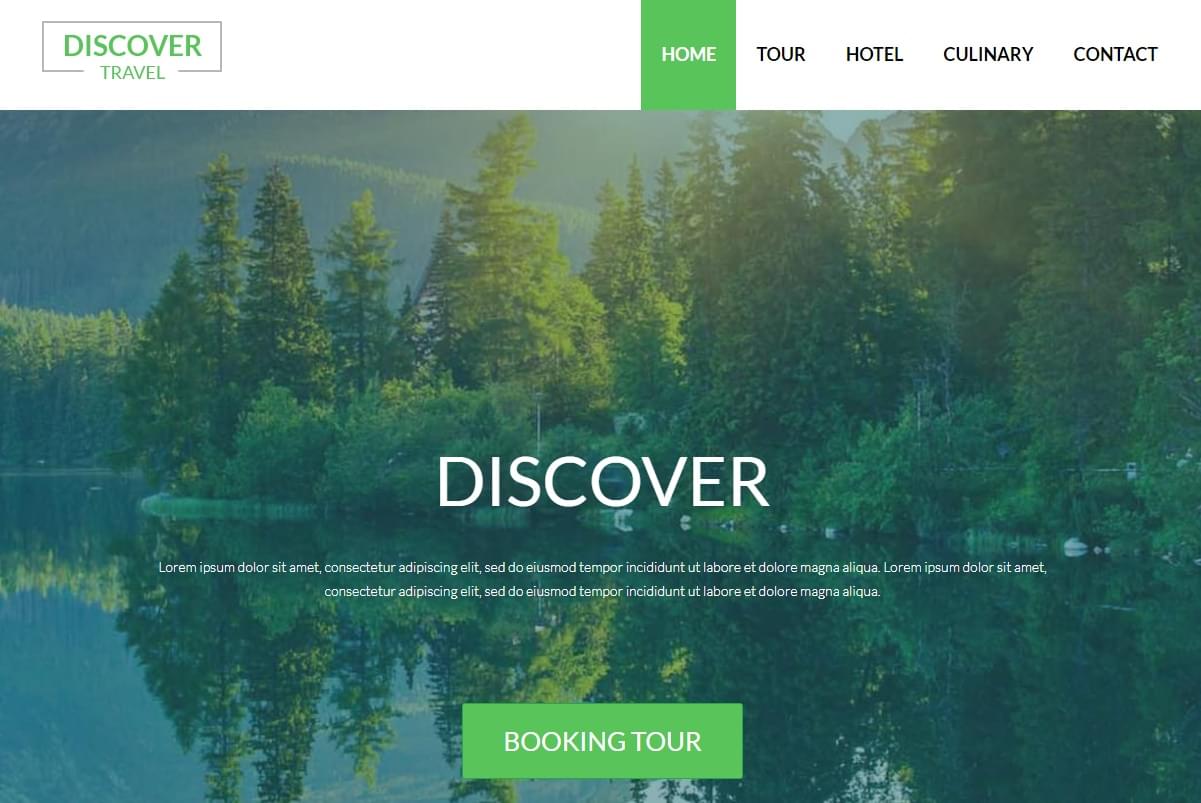 DISCOVER
TRAVEL
HOME TOUR HOTEL CULINARY CONTACT
DISCOVER
Lorem ipsum dolor sit amet, consectetur adipiscing elit, sed do eiusmod tempor incididunt ut labore et dolore magna aliqua. Lorem ipsum dolor sit amet,
consectetur adipiscing elit, sed do eiusmod tempor incididunt ut labore et dolore magna aliqua.
BOOKING TOUR